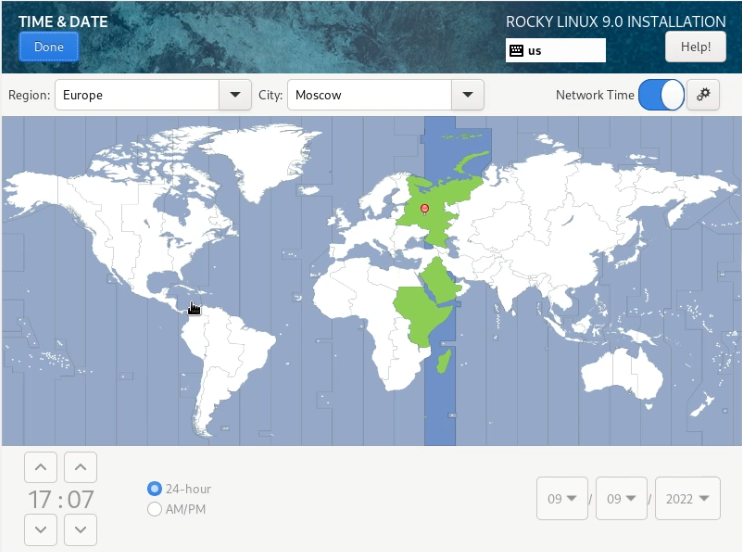 TIME & DATE
ROCKY LINUX 9.0 INSTALLATION
Done
us
Help!
Region: Europe City: Moscow Network Time
17 : 07
24-hour
AM/PM
09 / 09 / 2022